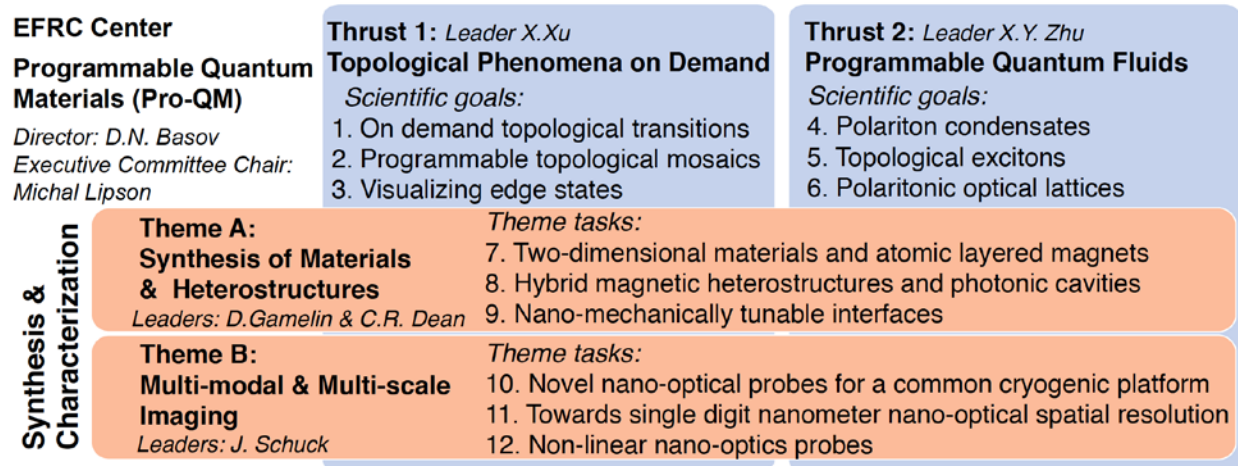 EFRC Center
Programmable Quantum
Materials (Pro-QM)
Director: D.N. Basov
Executive Committee Chair:
Michal Lipson
Thrust 1: Leader X.Xu
Topological Phenomena on Demand
Scientific goals:
1. On demand topological transitions
2. Programmable topological mosaics
3. Visualizing edge states
Thrust 2: Leader X.Y. Zhu
Programmable Quantum Fluids
Scientific goals:
4. Polariton condensates
5. Topological excitons
6. Polaritonic optical lattices
Synthesis &
Characterization
Theme A:
Synthesis of Materials
& Heterostructures
Leaders: D.Gamelin & C.R. Dean
Theme tasks:
7. Two-dimensional materials and atomic layered magnets
8. Hybrid magnetic heterostructures and photonic cavities
9. Nano-mechanically tunable interfaces
Theme B:
Multi-modal & Multi-scale
Imaging
Leaders: J. Schuck
Theme tasks:
10. Novel nano-optical probes for a common cryogenic platform
11. Towards single digit nanometer nano-optical spatial resolution
12. Non-linear nano-optics probes